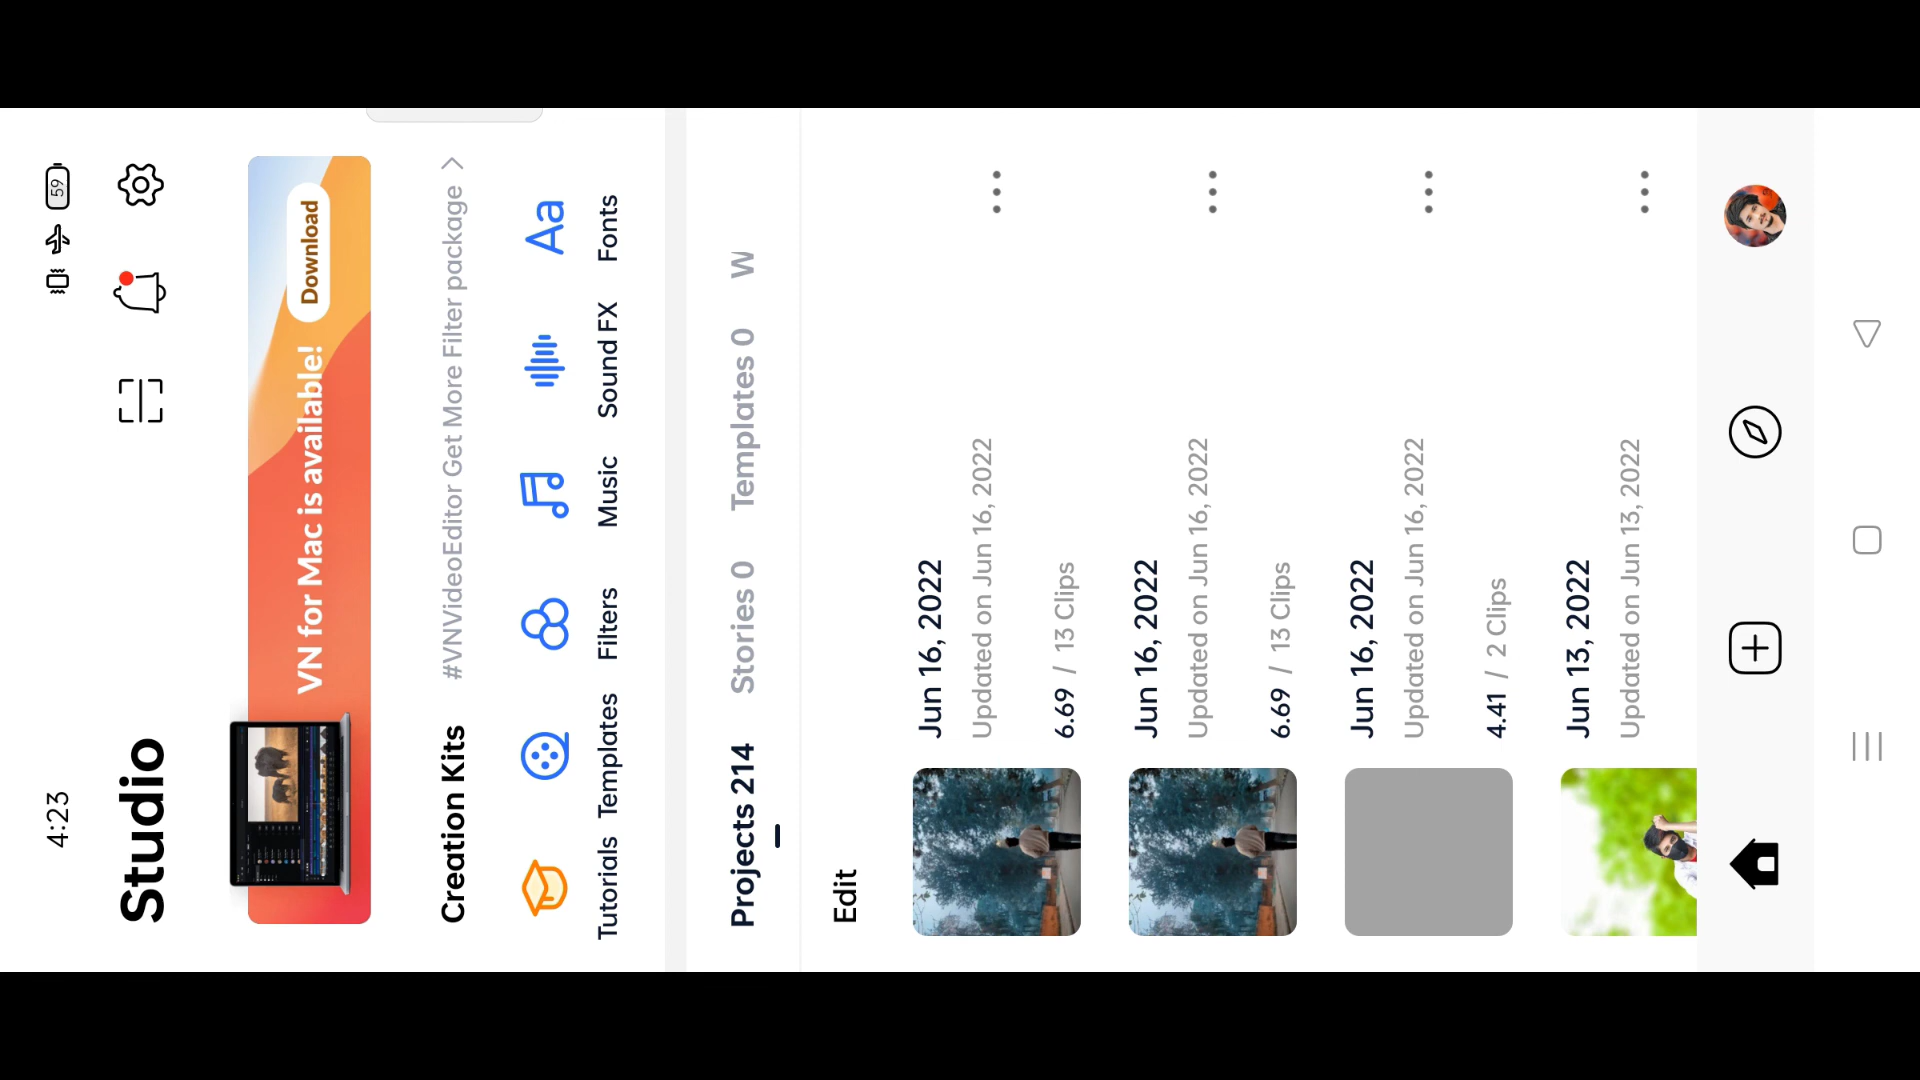 4:23
59
Studio
VN for Mac is available!
Download
Creation Kits
#VNVideoEditor Get More Filter package
Tutorials
Templates
Filters
Music
Sound FX
Fonts
Aa
Projects 214
Stories 0
Templates 0
W
Edit
Jun 16, 2022
Updated on Jun 16, 2022
6.69 / 13 Clips
Jun 16, 2022
Updated on Jun 16, 2022
6.69 / 13 Clips
Jun 16, 2022
Updated on Jun 16, 2022
4.41 / 2 Clips
Jun 13, 2022
Updated on Jun 13, 2022